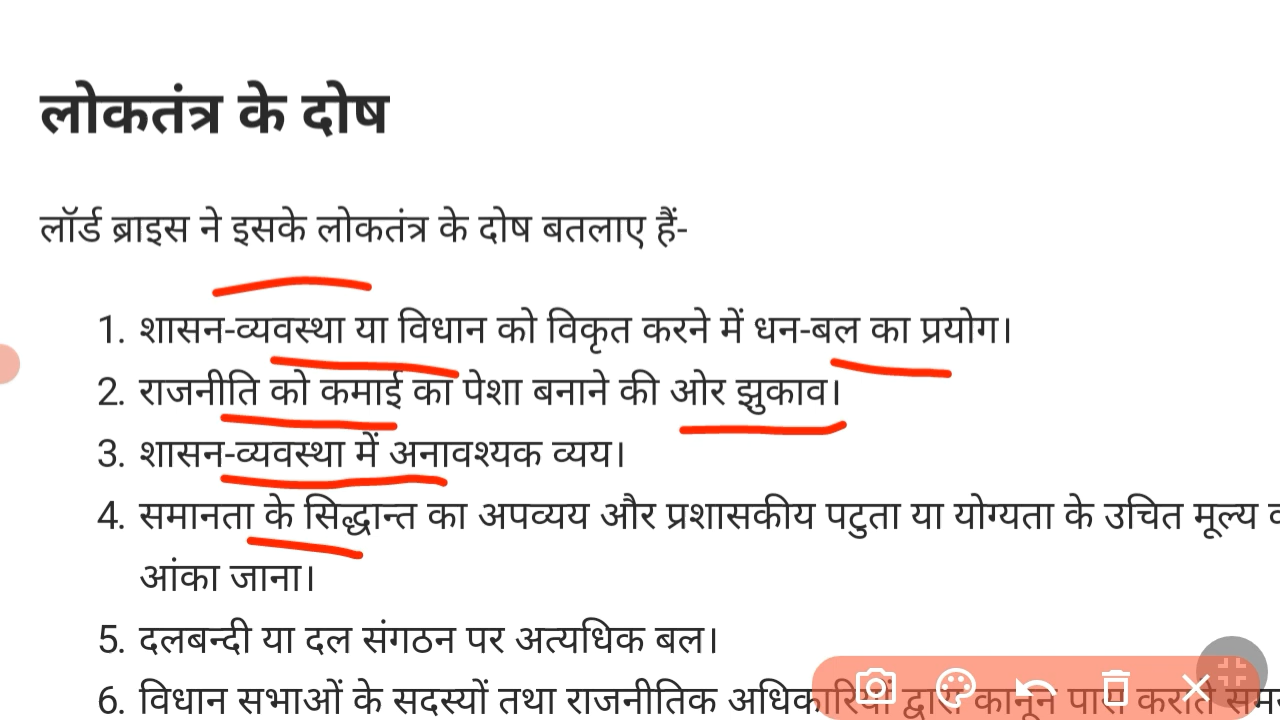 लोकतंत्र के दोष
लॉर्ड ब्राइस ने इसके लोकतंत्र के दोष बतलाए हैं-
1. शासन-व्यवस्था या विधान को विकृत करने में धन-बल का प्रयोग।
2. राजनीति को कमाई का पेशा बनाने की ओर झुकाव।
3. शासन-व्यवस्था में अनावश्यक व्यय।
4. समानता के सिद्धान्त का अपव्यय और प्रशासकीय पटुता या योग्यता के उचित मूल्य
आंका जाना।
5. दलबन्दी या दल संगठन पर अत्यधिक बल।
6. विधान सभाओं के सदस्यों तथा राजनीतिक अधिकारियों द्वारा कानून पास कराते